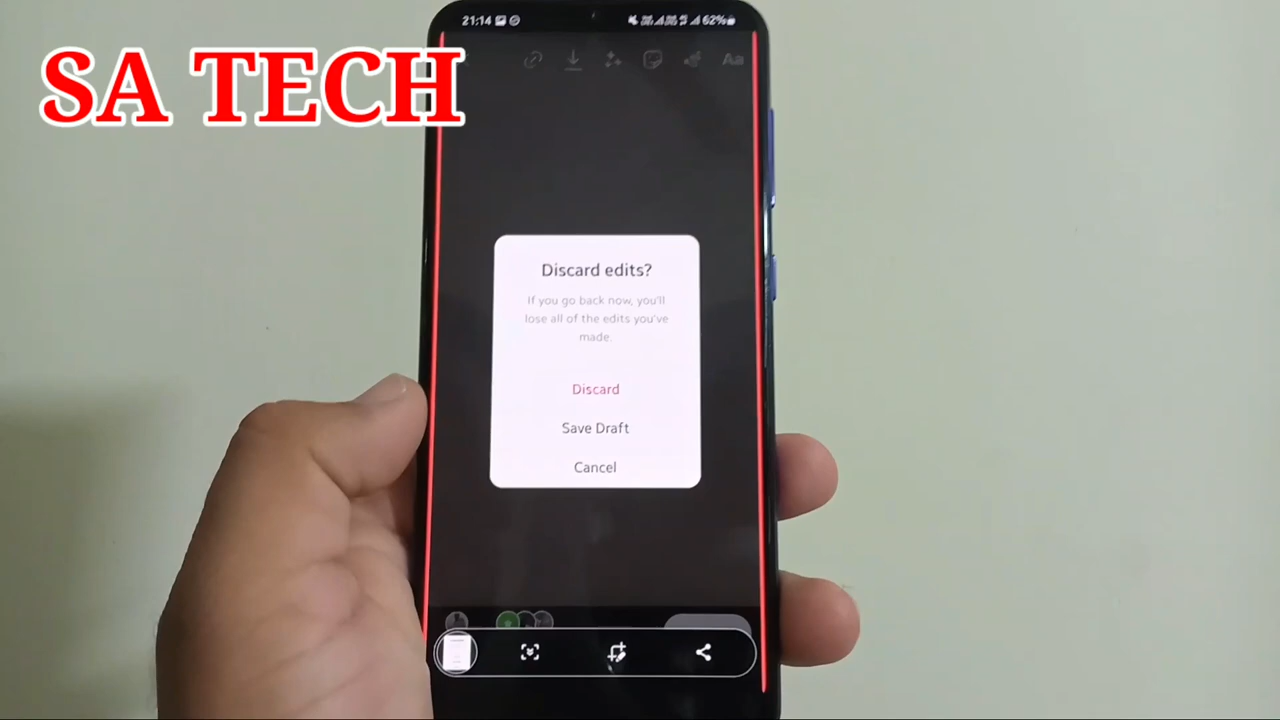 21:14
62%
SA TECH
Aa
Discard edits?
If you go back now, you'll
lose all of the edits you've
made.
Discard
Save Draft
Cancel